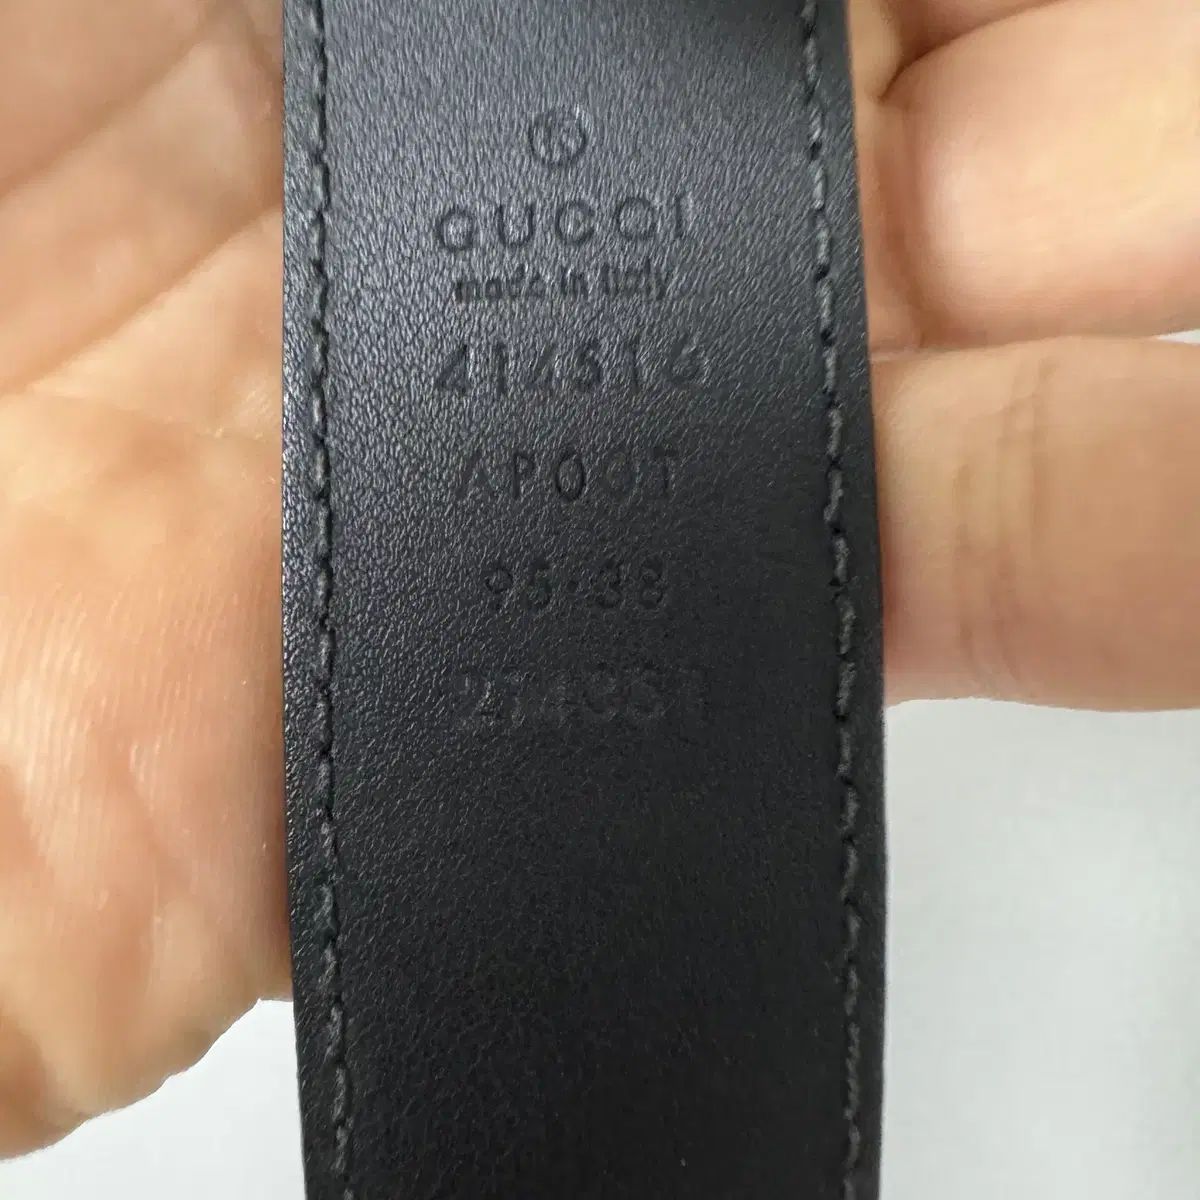 ®
GUCCI
made in Italy
414516
AP00T
95·38